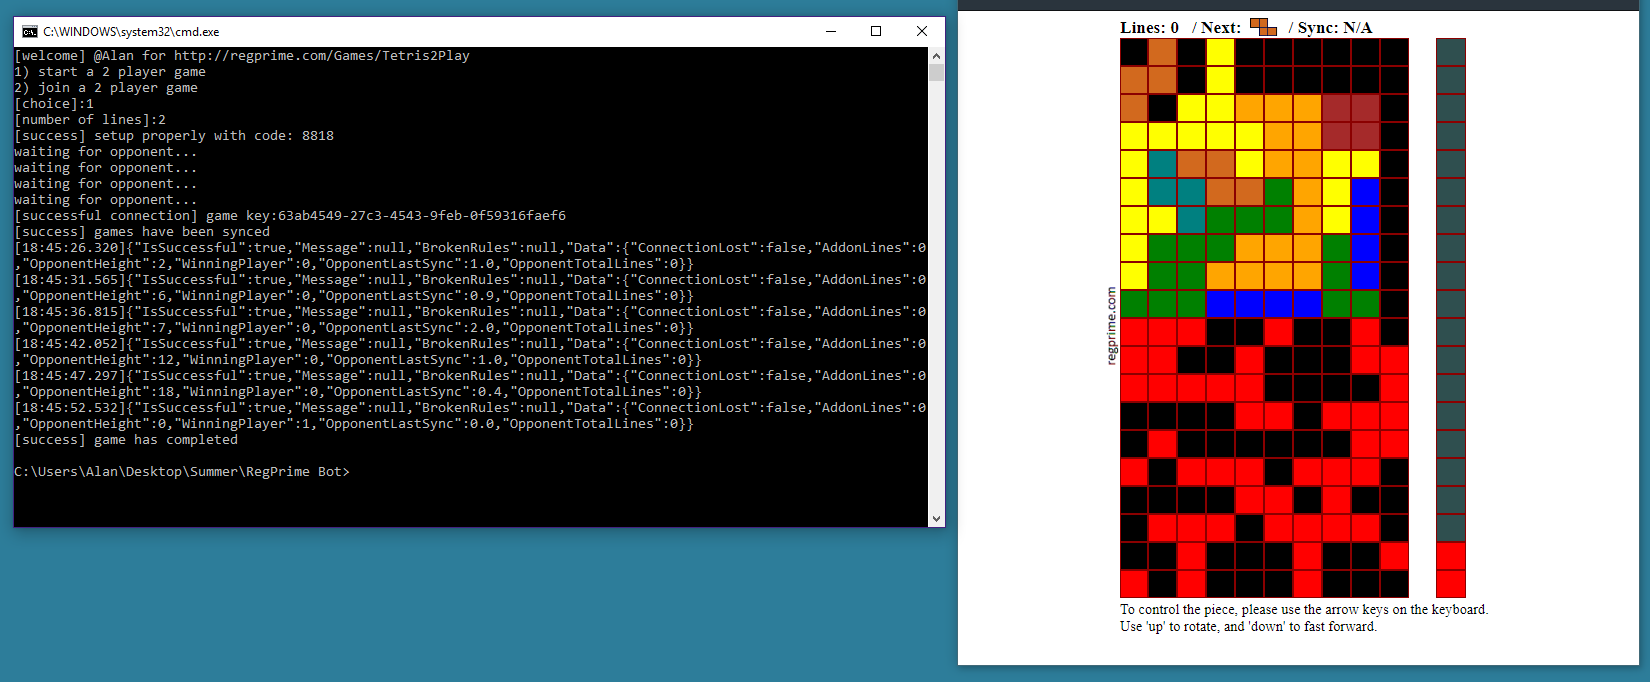 C:\WINDOWS\system32\cmd.exe
[welcome] @Alan for http://regprime.com/Games/Tetris2Play
1) start a 2 player game
2) join a 2 player game
[choice]:1
[number of lines]:2
[success] setup properly with code: 8818
waiting for opponent...
waiting for opponent...
waiting for opponent...
waiting for opponent...
[successful connection] game key:63ab4549-27c3-4543-9feb-0f59316faef6
[success] games have been synced
[18:45:26.320]{"IsSuccessful":true,"Message":null,"BrokenRules":null,"Data":{"ConnectionLost":false,"AddonLines":0
,"OpponentHeight":2,"WinningPlayer":0,"OpponentLastSync":1.0,"OpponentTotalLines":0}}
[18:45:31.565]{"IsSuccessful":true,"Message":null,"BrokenRules":null,"Data":{"ConnectionLost":false,"AddonLines":0
,"OpponentHeight":6,"WinningPlayer":0,"OpponentLastSync":0.9,"OpponentTotalLines":0}}
[18:45:36.815]{"IsSuccessful":true,"Message":null,"BrokenRules":null,"Data":{"ConnectionLost":false,"AddonLines":0
,"OpponentHeight":7,"WinningPlayer":0,"OpponentLastSync":2.0,"OpponentTotalLines":0}}
[18:45:42.052]{"IsSuccessful":true,"Message":null,"BrokenRules":null,"Data":{"ConnectionLost":false,"AddonLines":0
,"OpponentHeight":12,"WinningPlayer":0,"OpponentLastSync":1.0,"OpponentTotalLines":0}}
[18:45:47.297]{"IsSuccessful":true,"Message":null,"BrokenRules":null,"Data":{"ConnectionLost":false,"AddonLines":0
,"OpponentHeight":18,"WinningPlayer":0,"OpponentLastSync":0.4,"OpponentTotalLines":0}}
[18:45:52.532]{"IsSuccessful":true,"Message":null,"BrokenRules":null,"Data":{"ConnectionLost":false,"AddonLines":0
,"OpponentHeight":0,"WinningPlayer":1,"OpponentLastSync":0.0,"OpponentTotalLines":0}}
[success] game has completed
C:\Users\Alan\Desktop\Summer\RegPrime Bot>
Lines: 0 / Next: / Sync: N/A
regprime.com
To control the piece, please use the arrow keys on the keyboard.
Use 'up' to rotate, and 'down' to fast forward.